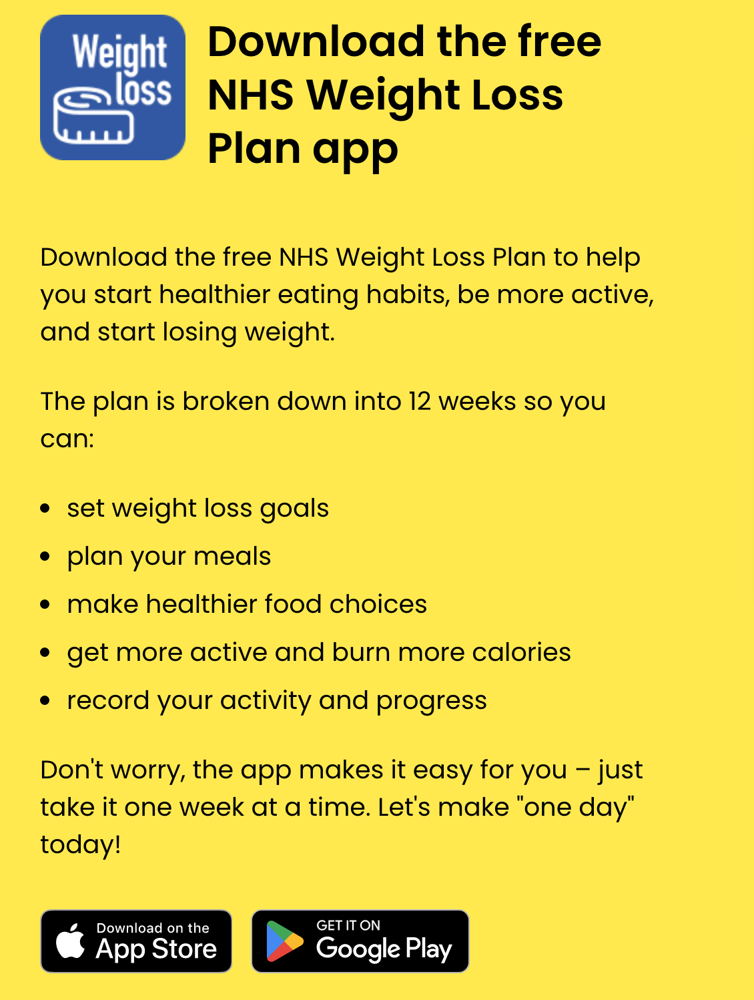 Weight
loss
Download the free
NHS Weight Loss
Plan app
Download the free NHS Weight Loss Plan to help
you start healthier eating habits, be more active,
and start losing weight.
The plan is broken down into 12 weeks so you
can:
• set weight loss goals
• plan your meals
• make healthier food choices
• get more active and burn more calories
• record your activity and progress
Don't worry, the app makes it easy for you – just
take it one week at a time. Let's make "one day"
today!
Download on the
App Store
GET IT ON
Google Play